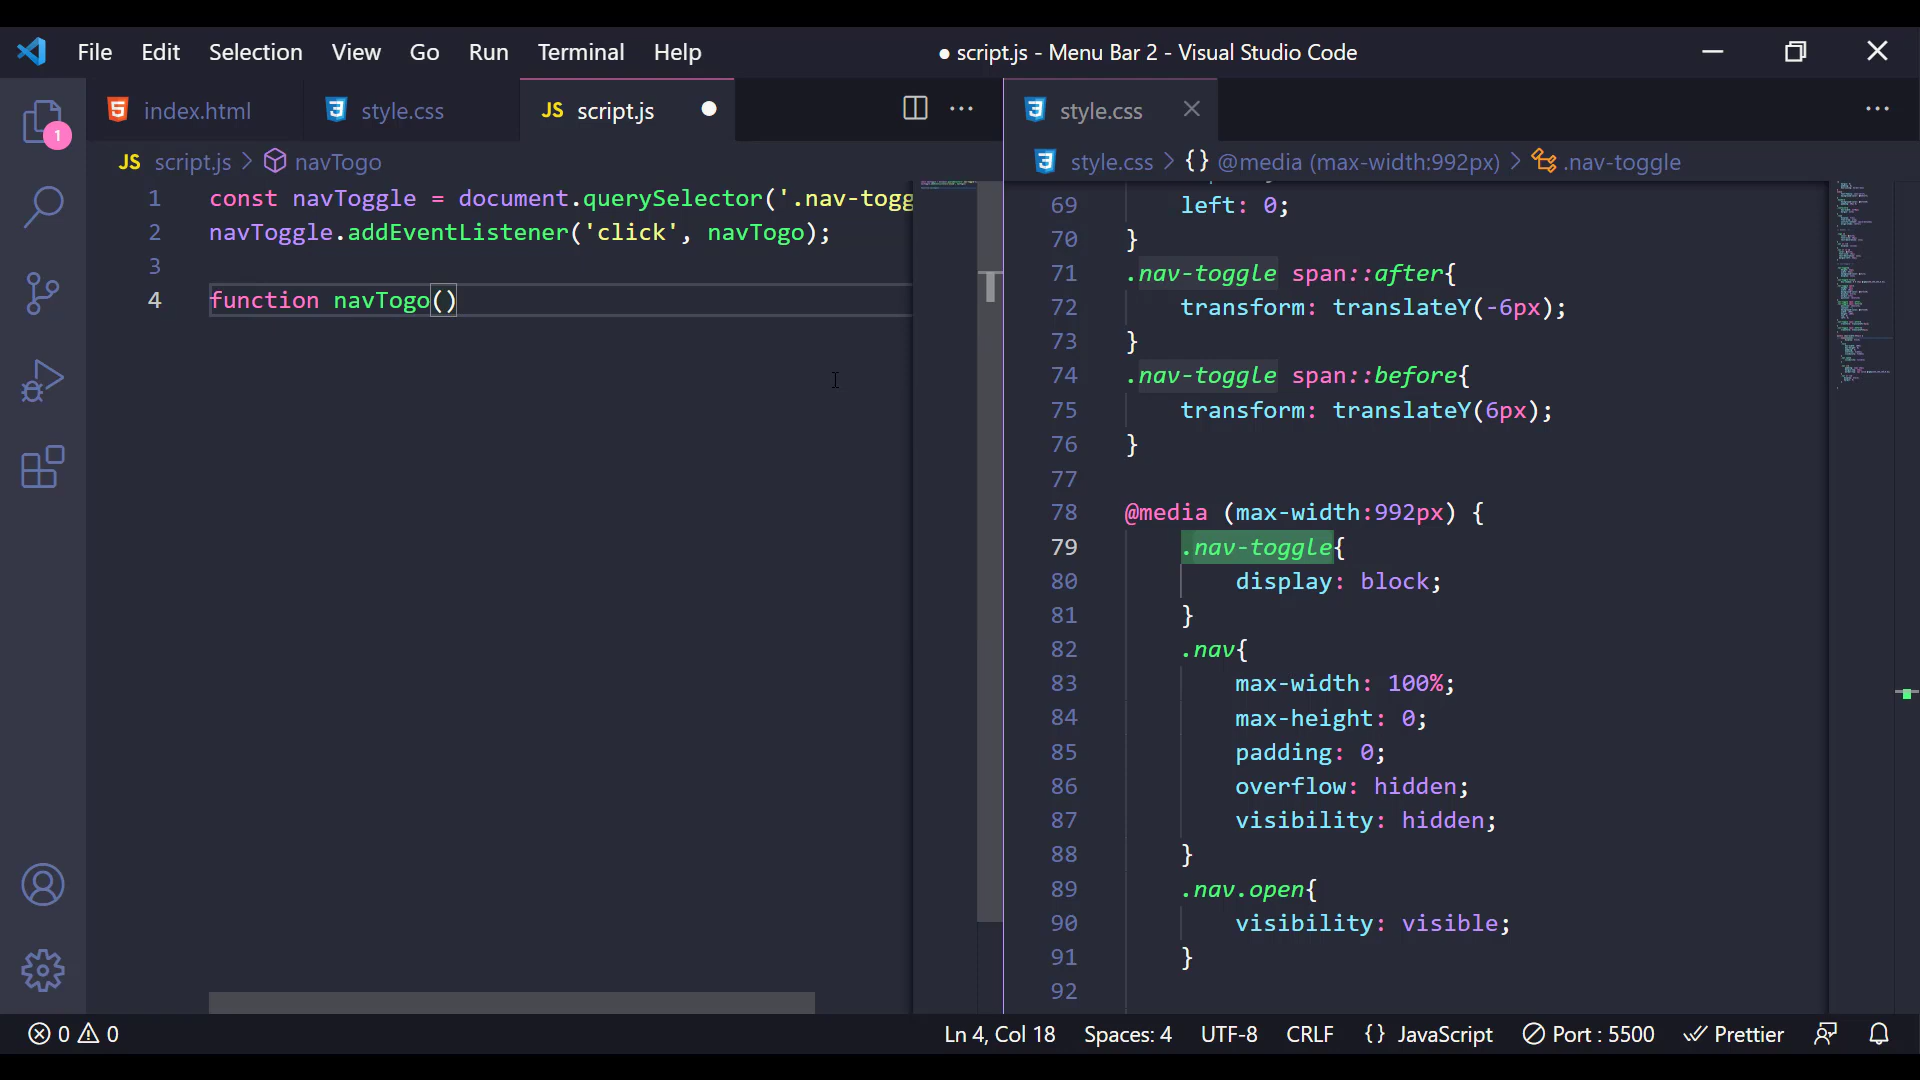 File Edit Selection View Go Run Terminal Help ● script.js - Menu Bar 2 - Visual Studio Code
index.html style.css JS script.js
style.css
1
JS script.js > navTogo
style.css > {} @media (max-width:992px) > .nav-toggle
1 const navToggle = document.querySelector('.nav-togg
2 navToggle.addEventListener('click', navTogo);
3
4 function navTogo()
69 left: 0;
70 }
71 .nav-toggle span::after{
72 transform: translateY(-6px);
73 }
74 .nav-toggle span::before{
75 transform: translateY(6px);
76 }
77
78 @media (max-width:992px) {
79 .nav-toggle{
80 display: block;
81 }
82 .nav{
83 max-width: 100%;
84 max-height: 0;
85 padding: 0;
86 overflow: hidden;
87 visibility: hidden;
88 }
89 .nav.open{
90 visibility: visible;
91 }
92
0 0 Ln 4, Col 18 Spaces: 4 UTF-8 CRLF {} JavaScript Port : 5500 Prettier